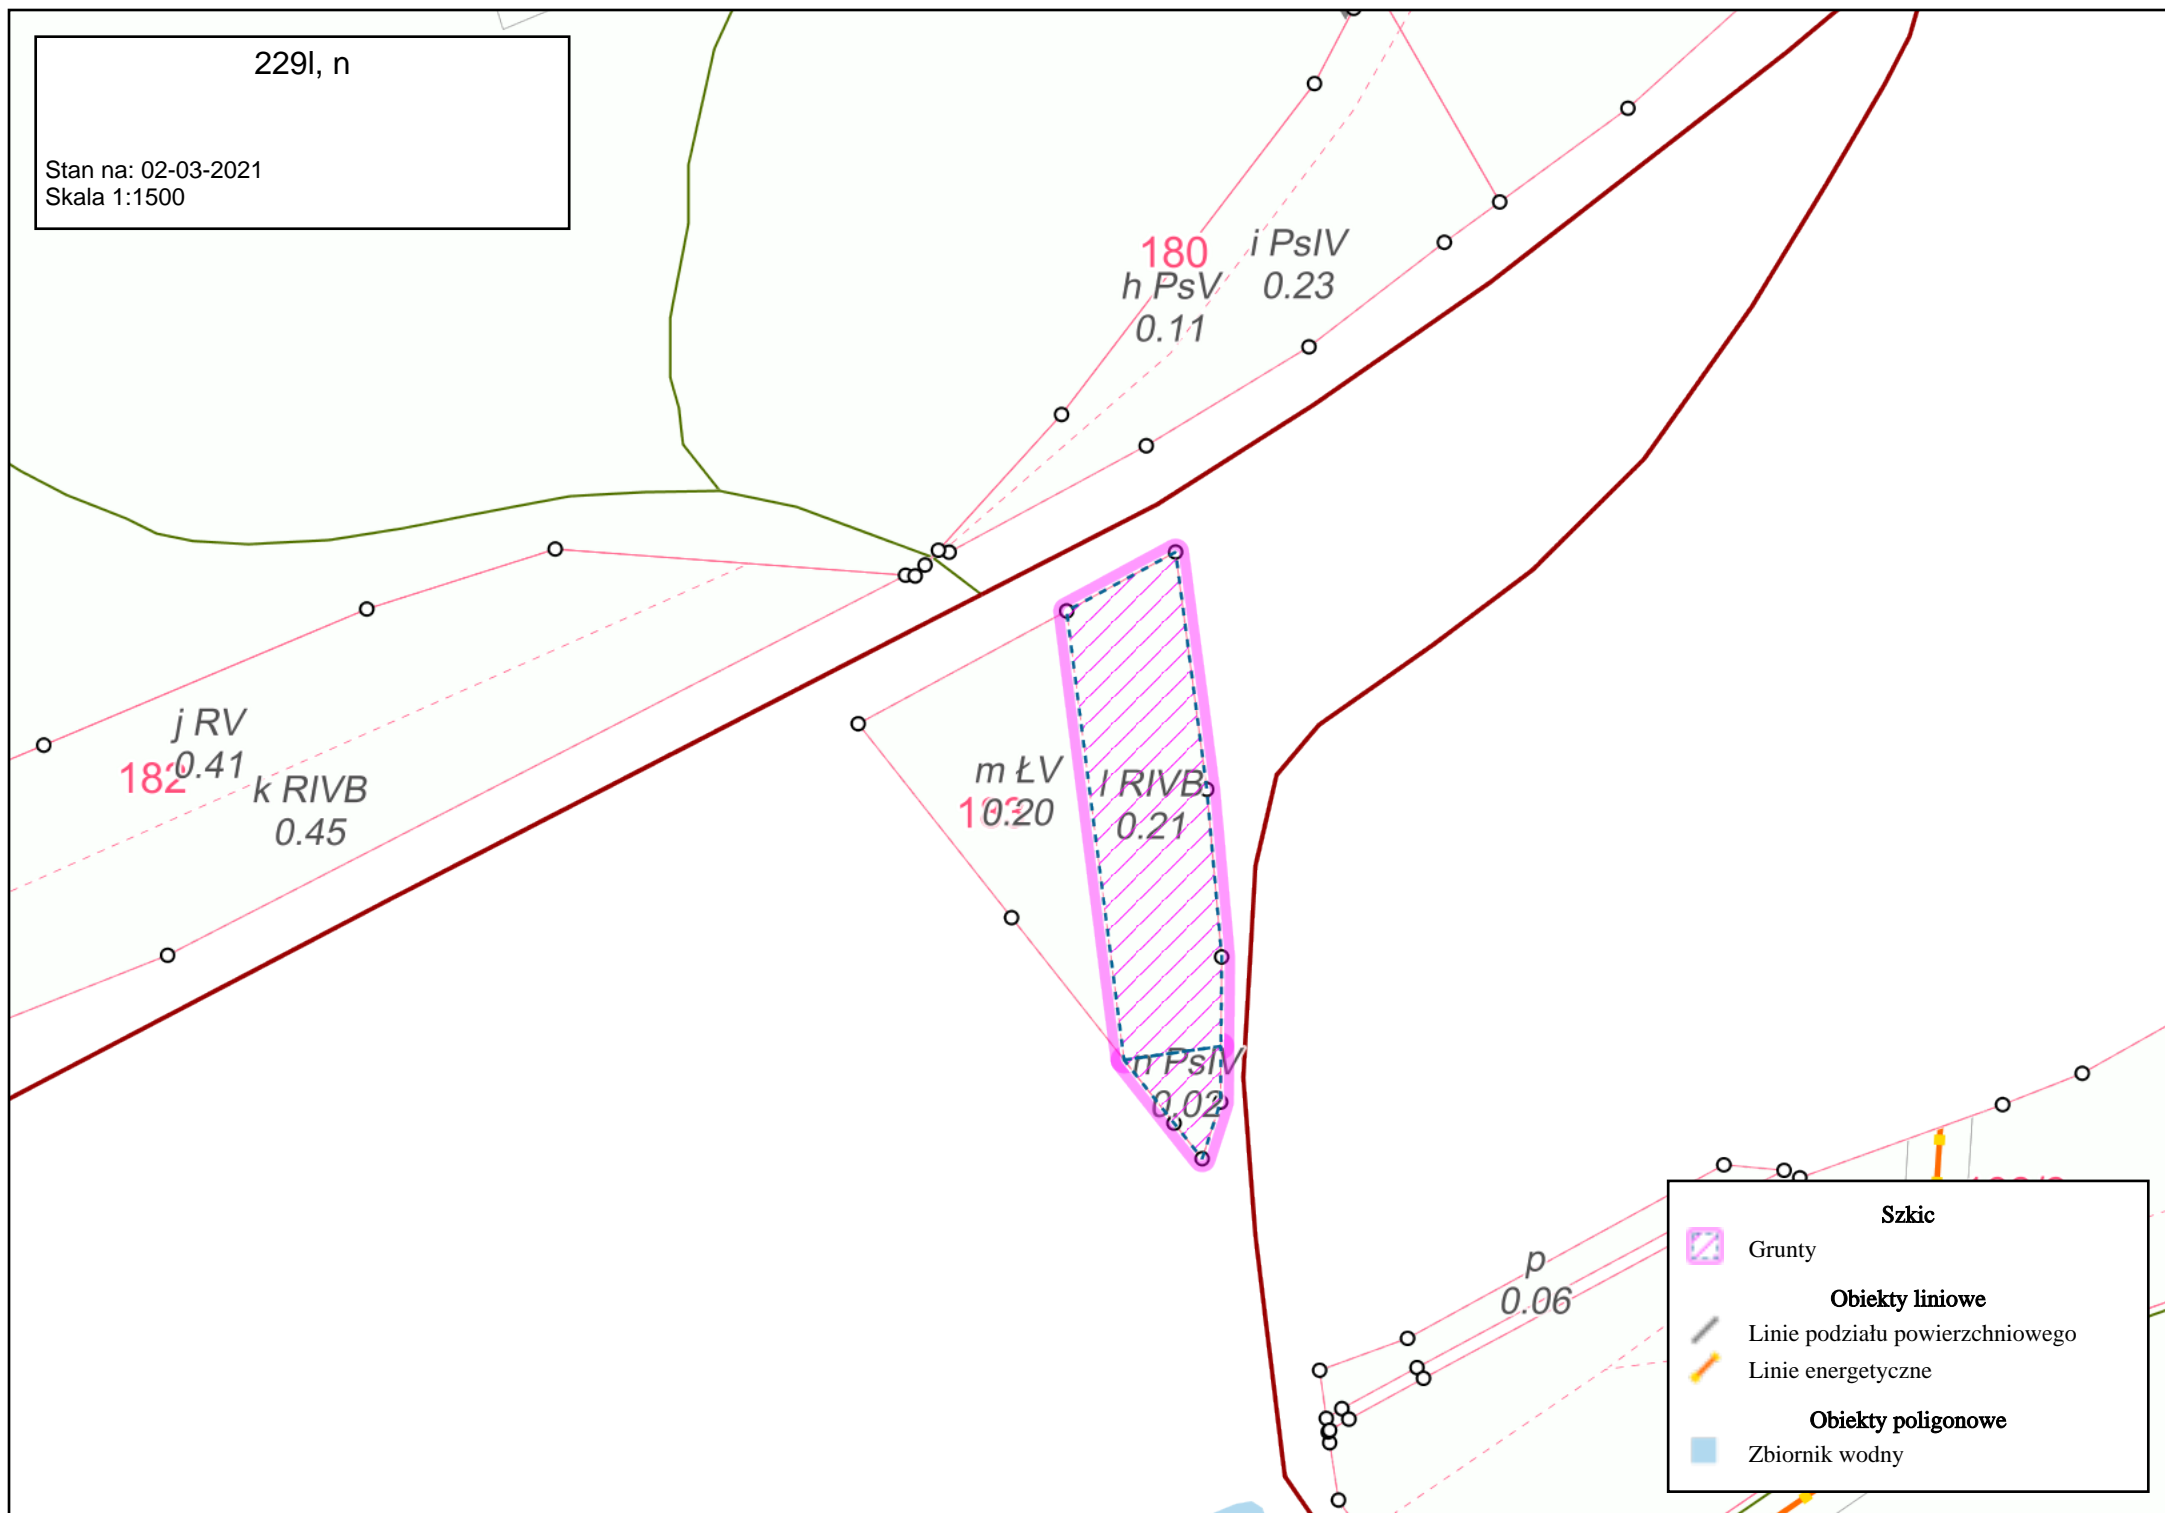 229l, n
Stan na: 02-03-2021
Skala 1:1500
180
i PsIV
0.23
h PsV
0.11
j RV
0.41
182
k RIVB
0.45
m ŁV
0.20
l RIVB
0.21
n PsIV
0.02
p
0.06
Szkic
Grunty
Obiekty liniowe
Linie podziału powierzchniowego
Linie energetyczne
Obiekty poligonowe
Zbiornik wodny